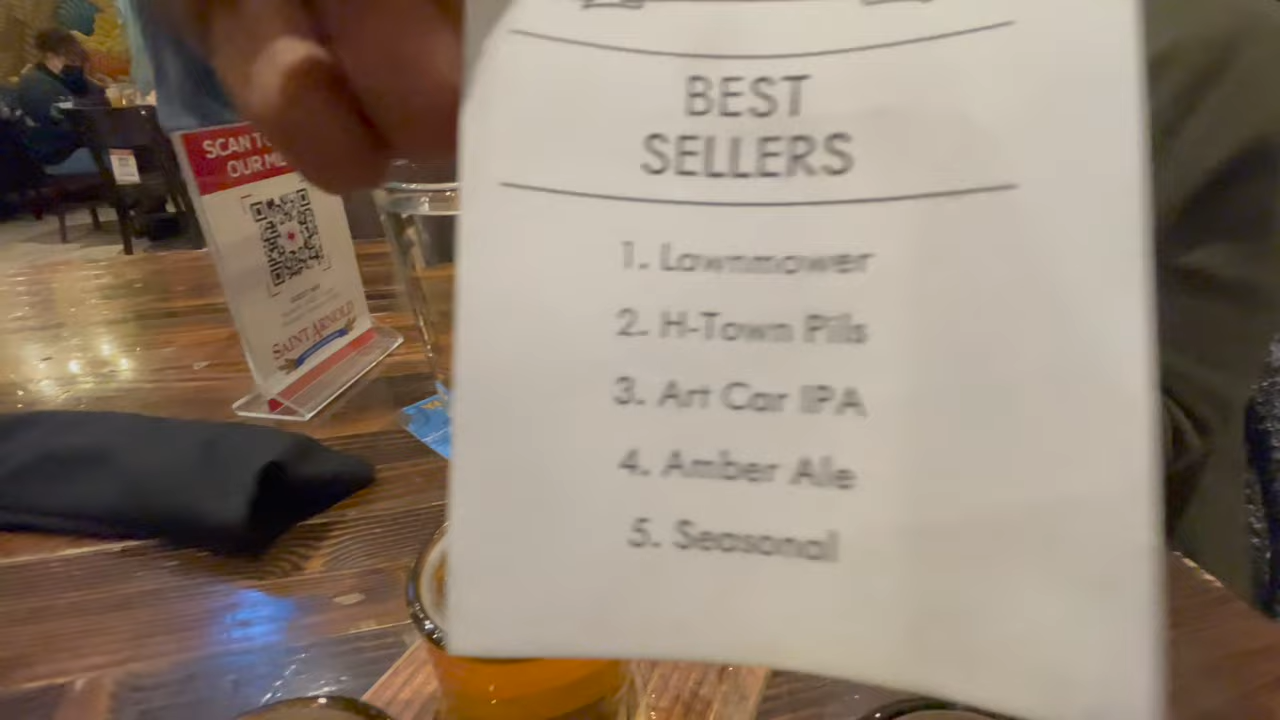 SCAN TO
OUR ME
SAINT ARNOLD
BEST
SELLERS
1. Lawnmower
2. H-Town Pils
3. Art Car IPA
4. Amber Ale
5. Seasonal